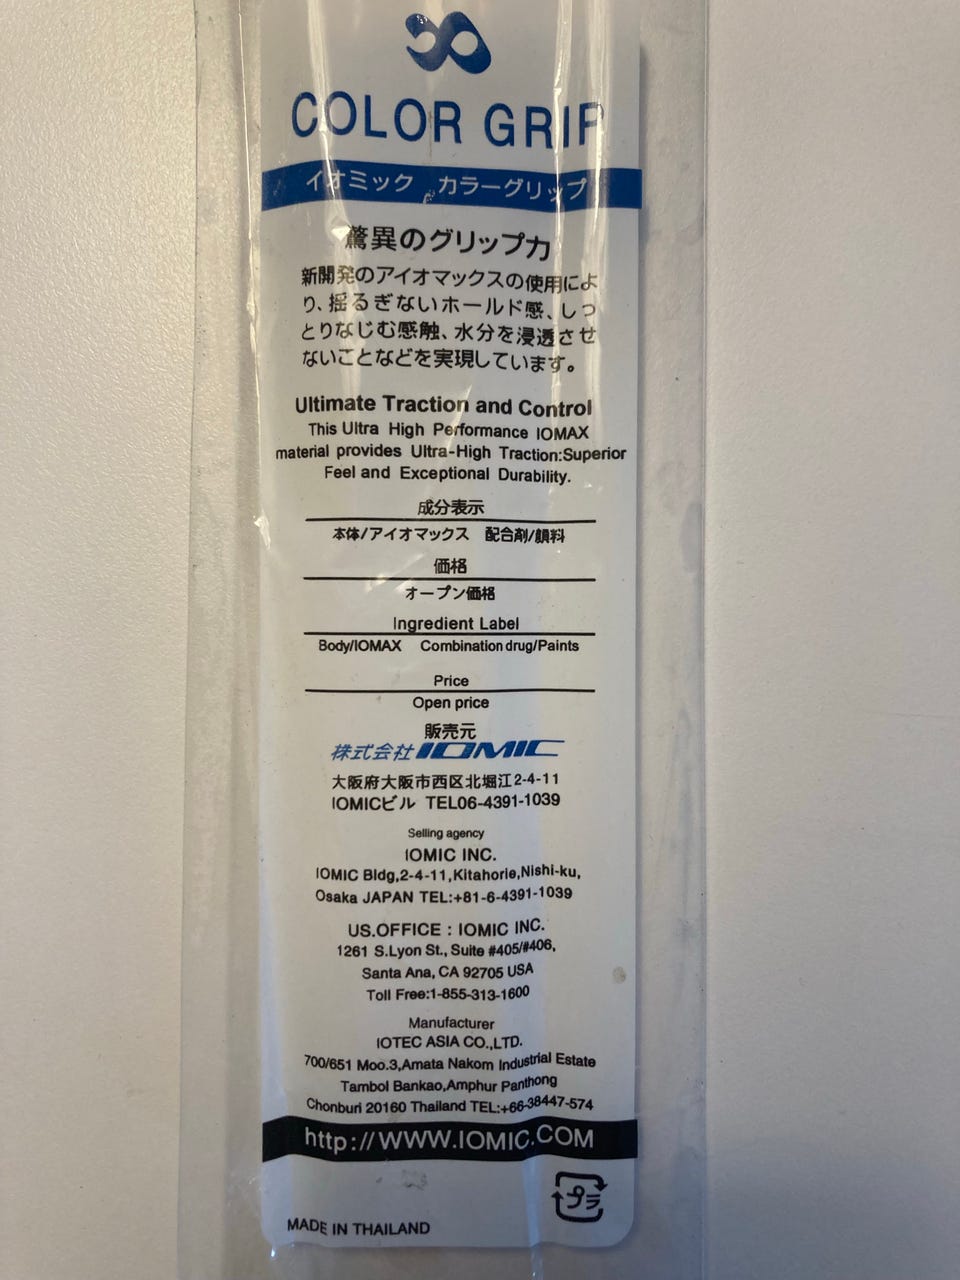 COLOR GRIP
イオミック カラーグリップ
驚異のグリップ力
新開発のアイオマックスの使用によ
り、揺るぎないホールド感、しっ
とりなじむ感触、水分を浸透させ
ないことなどを実現しています。
Ultimate Traction and Control
This Ultra High Performance IOMAX
material provides Ultra-High Traction:Superior
Feel and Exceptional Durability.
成分表示
本体/アイオマックス 配合剤/顔料
価格
オープン価格
Ingredient Label
Body/IOMAX Combination drug/Paints
Price
Open price
販売元
株式会社IOMIC
大阪府大阪市西区北堀江2-4-11
IOMICビル TEL06-4391-1039
Selling agency
IOMIC INC.
IOMIC Bldg,2-4-11,Kitahorie,Nishi-ku,
Osaka JAPAN TEL:+81-6-4391-1039
US.OFFICE : IOMIC INC.
1261 S.Lyon St., Suite #405/#406,
Santa Ana, CA 92705 USA
Toll Free:1-855-313-1600
Manufacturer
IOTEC ASIA CO.,LTD.
700/651 Moo.3,Amata Nakom Industrial Estate
Tambol Bankao,Amphur Panthong
Chonburi 20160 Thailand TEL:+66-38447-574
http://WWW.IOMIC.COM
プラ
MADE IN THAILAND